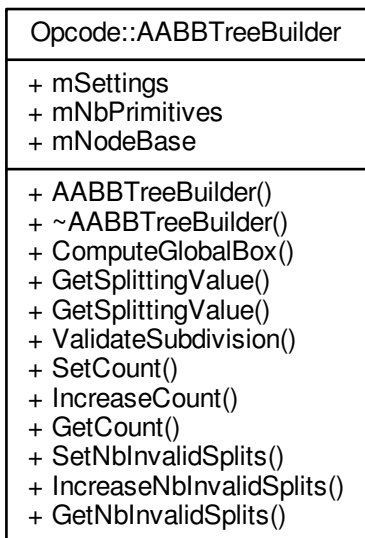 Opcode::AABBTreeBuilder
+ mSettings
+ mNbPrimitives
+ mNodeBase
+ AABBTreeBuilder()
+ ~AABBTreeBuilder()
+ ComputeGlobalBox()
+ GetSplittingValue()
+ GetSplittingValue()
+ ValidateSubdivision()
+ SetCount()
+ IncreaseCount()
+ GetCount()
+ SetNbInvalidSplits()
+ IncreaseNbInvalidSplits()
+ GetNbInvalidSplits()